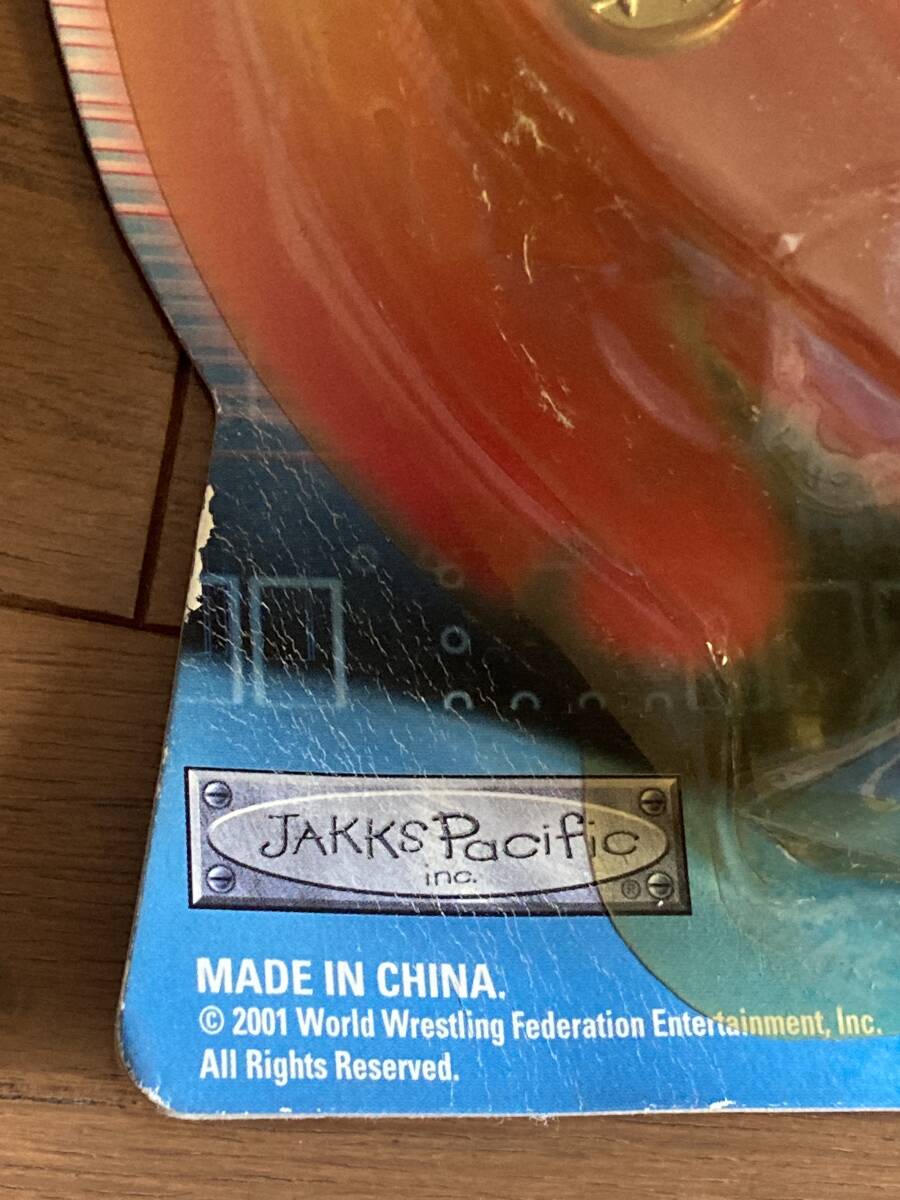 JAKKS Pacific
inc.
®
MADE IN CHINA.
© 2001 World Wrestling Federation Entertainment, Inc.
All Rights Reserved.